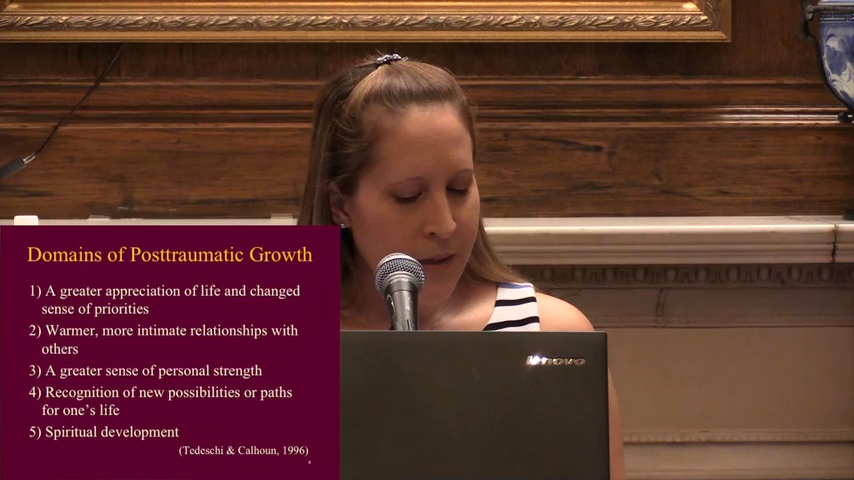 Domains of Posttraumatic Growth
1) A greater appreciation of life and changed
sense of priorities
2) Warmer, more intimate relationships with
others
3) A greater sense of personal strength
4) Recognition of new possibilities or paths
for one's life
5) Spiritual development
(Tedeschi & Calhoun, 1996)
lenovo